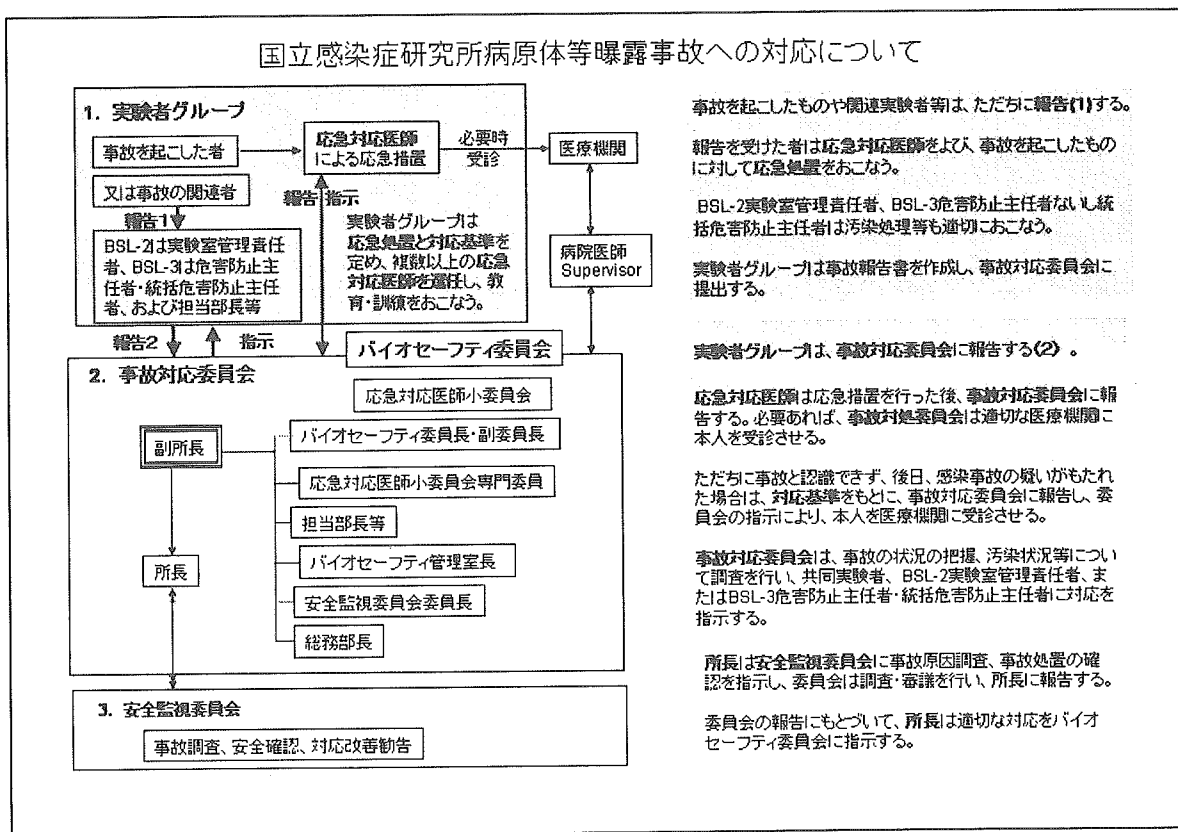 国立感染症研究所病原体等曝露事故への対応について
1. 実験者グループ
事故を起こした者
又は事故の関連者
報告1
BSL-2は実験室管理責任
者、BSL-3は危害防止主
任者・統括危害防止主任
者、および担当部長等
応急対応医師
による応急措置
必要時
受診
医療機関
報告 指示
実験者グループは
応急処置と対応基準を
定め、複数以上の応急
対応医師を選任し、教
育・訓練をおこなう。
病院医師
Supervisor
報告2
指示
バイオセーフティ委員会
2. 事故対応委員会
応急対応医師小委員会
副所長
バイオセーフティ委員長・副委員長
応急対応医師小委員会専門委員
担当部長等
所長
バイオセーフティ管理室長
安全監視委員会委員長
総務部長
3. 安全監視委員会
事故調査、安全確認、対応改善勧告
事故を起こしたものや関連実験者等は、ただちに報告(1)する。
報告を受けた者は応急対応医師をよび、事故を起こしたもの
に対して応急処置をおこなう。
BSL-2実験室管理責任者、BSL-3危害防止主任者ないし統
括危害防止主任者は汚染処理等も適切におこなう。
実験者グループは事故報告書を作成し、事故対応委員会に
提出する。
実験者グループは、事故対応委員会に報告する(2) 。
応急対応医師は応急措置を行った後、事故対応委員会に報
告する。必要あれば、事故対処委員会は適切な医療機関に
本人を受診させる。
ただちに事故と認識できず、後日、感染事故の疑いがもたれ
た場合は、対応基準をもとに、事故対応委員会に報告し、委
員会の指示により、本人を医療機関に受診させる。
事故対応委員会は、事故の状況の把握、汚染状況等につい
て調査を行い、共同実験者、BSL-2実験室管理責任者、ま
たはBSL-3危害防止主任者・統括危害防止主任者に対応を
指示する。
所長は安全監視委員会に事故原因調査、事故処置の確
認を指示し、委員会は調査・審議を行い、所長に報告する。
委員会の報告にもとづいて、所長は適切な対応をバイオ
セーフティ委員会に指示する。